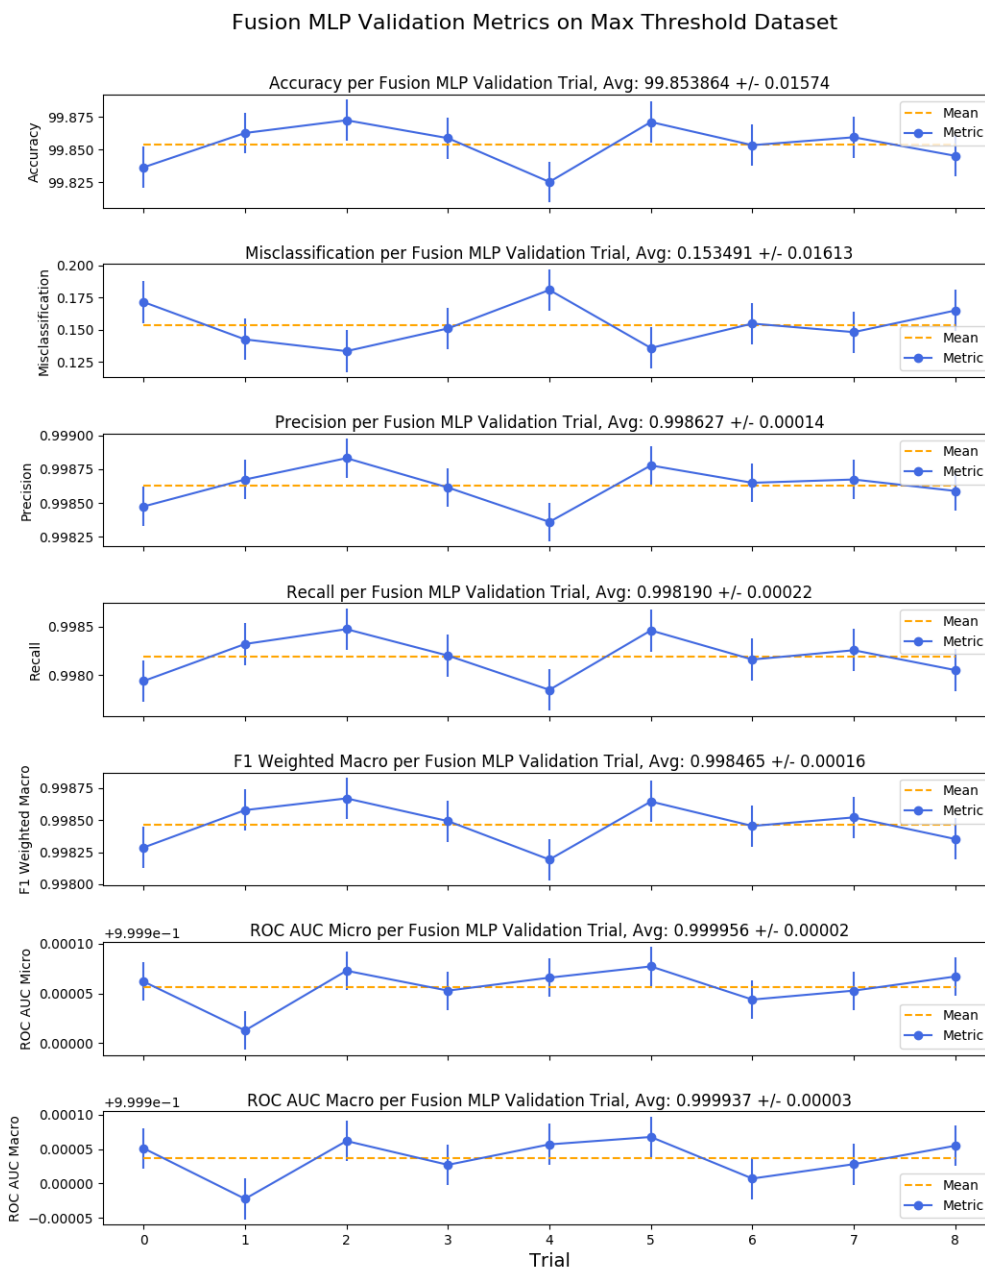 Fusion MLP Validation Metrics on Max Threshold Dataset
Accuracy per Fusion MLP Validation Trial, Avg: 99.853864 +/- 0.01574
Accuracy
99.875
99.850
99.825
Mean
Metric
Misclassification per Fusion MLP Validation Trial, Avg: 0.153491 +/- 0.01613
Misclassification
0.200
0.175
0.150
0.125
Mean
Metric
Precision per Fusion MLP Validation Trial, Avg: 0.998627 +/- 0.00014
Precision
0.99900
0.99875
0.99850
0.99825
Mean
Metric
Recall per Fusion MLP Validation Trial, Avg: 0.998190 +/- 0.00022
Recall
0.9985
0.9980
Mean
Metric
F1 Weighted Macro per Fusion MLP Validation Trial, Avg: 0.998465 +/- 0.00016
F1 Weighted Macro
0.99875
0.99850
0.99825
0.99800
Mean
Metric
+9.999e−1
ROC AUC Micro per Fusion MLP Validation Trial, Avg: 0.999956 +/- 0.00002
ROC AUC Micro
0.00010
0.00005
0.00000
Mean
Metric
+9.999e−1
ROC AUC Macro per Fusion MLP Validation Trial, Avg: 0.999937 +/- 0.00003
ROC AUC Macro
0.00010
0.00005
0.00000
−0.00005
Mean
Metric
0 1 2 3 4 5 6 7 8
Trial